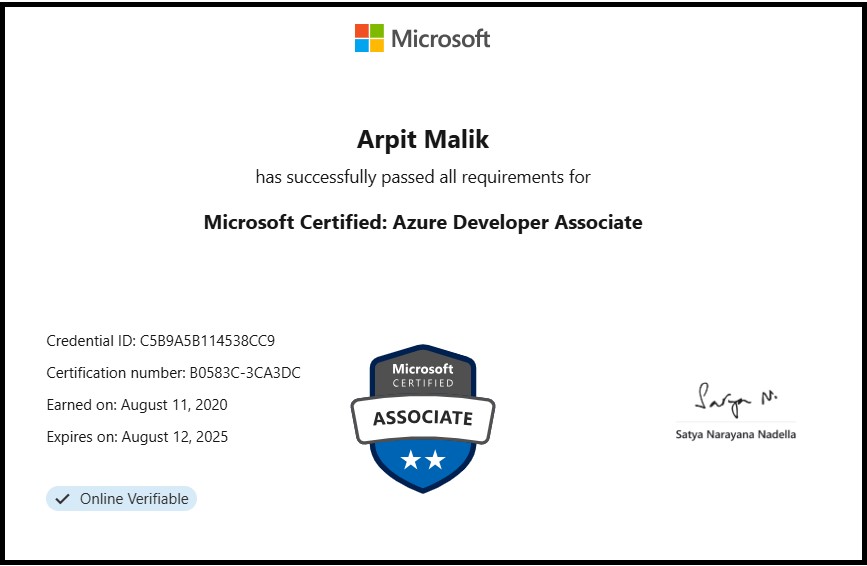 Microsoft
Arpit Malik
has successfully passed all requirements for
Microsoft Certified: Azure Developer Associate
Credential ID: C5B9A5B114538CC9
Certification number: B0583C-3CA3DC
Earned on: August 11, 2020
Expires on: August 12, 2025
Online Verifiable
Microsoft
CERTIFIED
ASSOCIATE
Satya N.
Satya Narayana Nadella